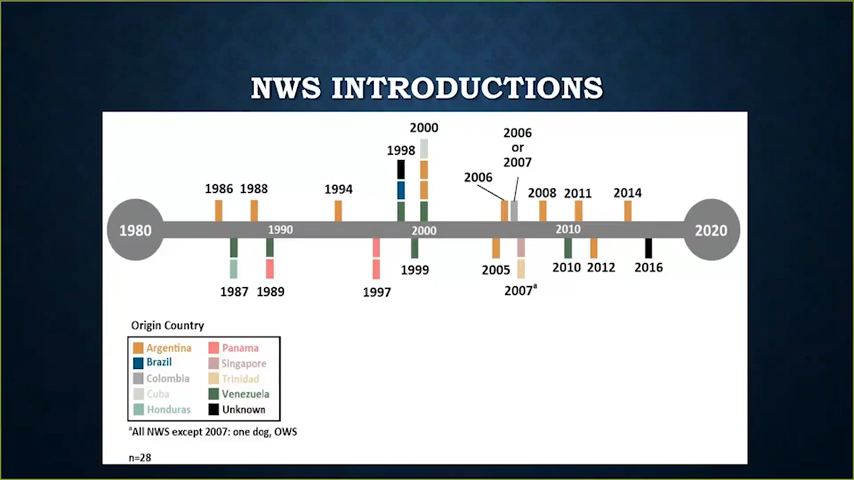 NWS INTRODUCTIONS
2000
1998
2006
or
2007
2006
1986
1988
1994
2008
2011
2014
1980
1990
2000
2010
2020
1987
1989
1997
1999
2005
2007a
2010
2012
2016
Origin Country
Argentina
Panama
Brazil
Singapore
Colombia
Trinidad
Cuba
Venezuela
Honduras
Unknown
aAll NWS except 2007: one dog, OWS
n=28